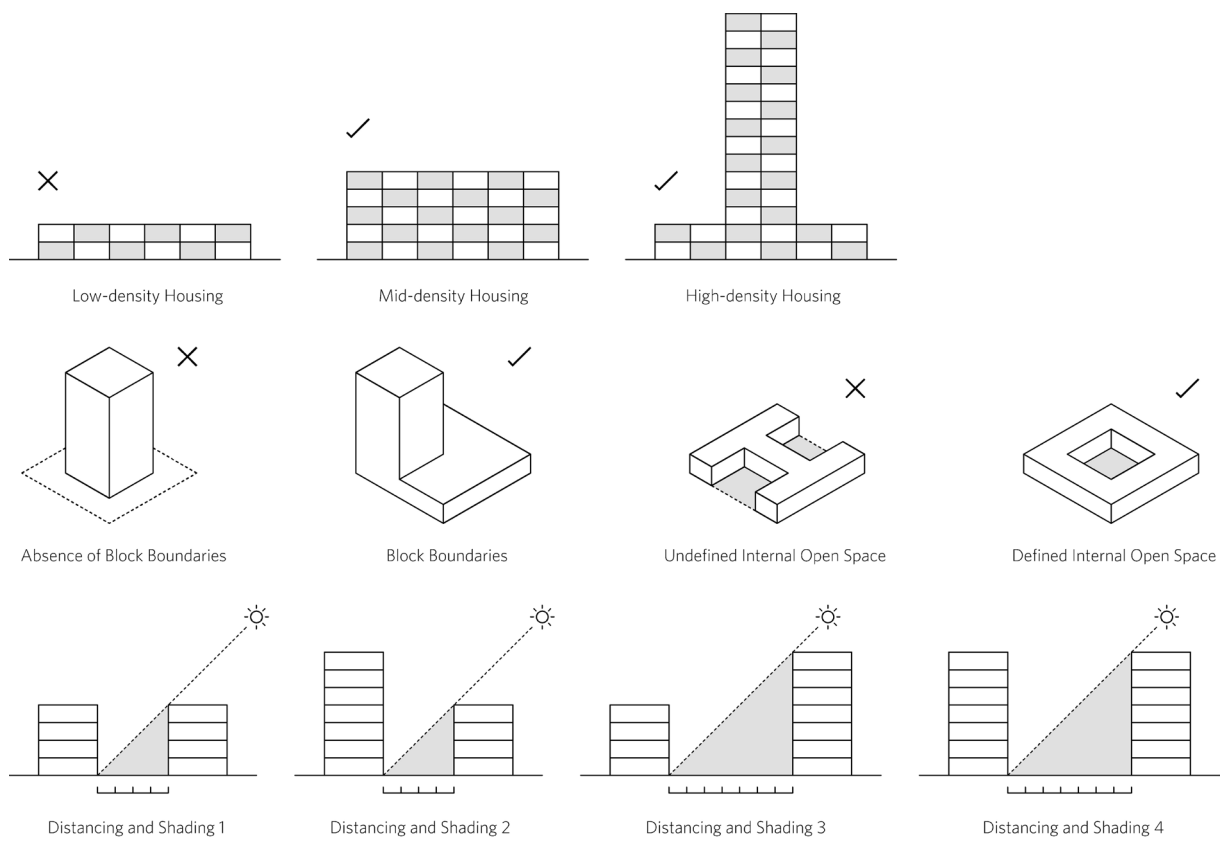 Low-density Housing
Mid-density Housing
High-density Housing
Absence of Block Boundaries
Block Boundaries
Undefined Internal Open Space
Defined Internal Open Space
Distancing and Shading 1
Distancing and Shading 2
Distancing and Shading 3
Distancing and Shading 4